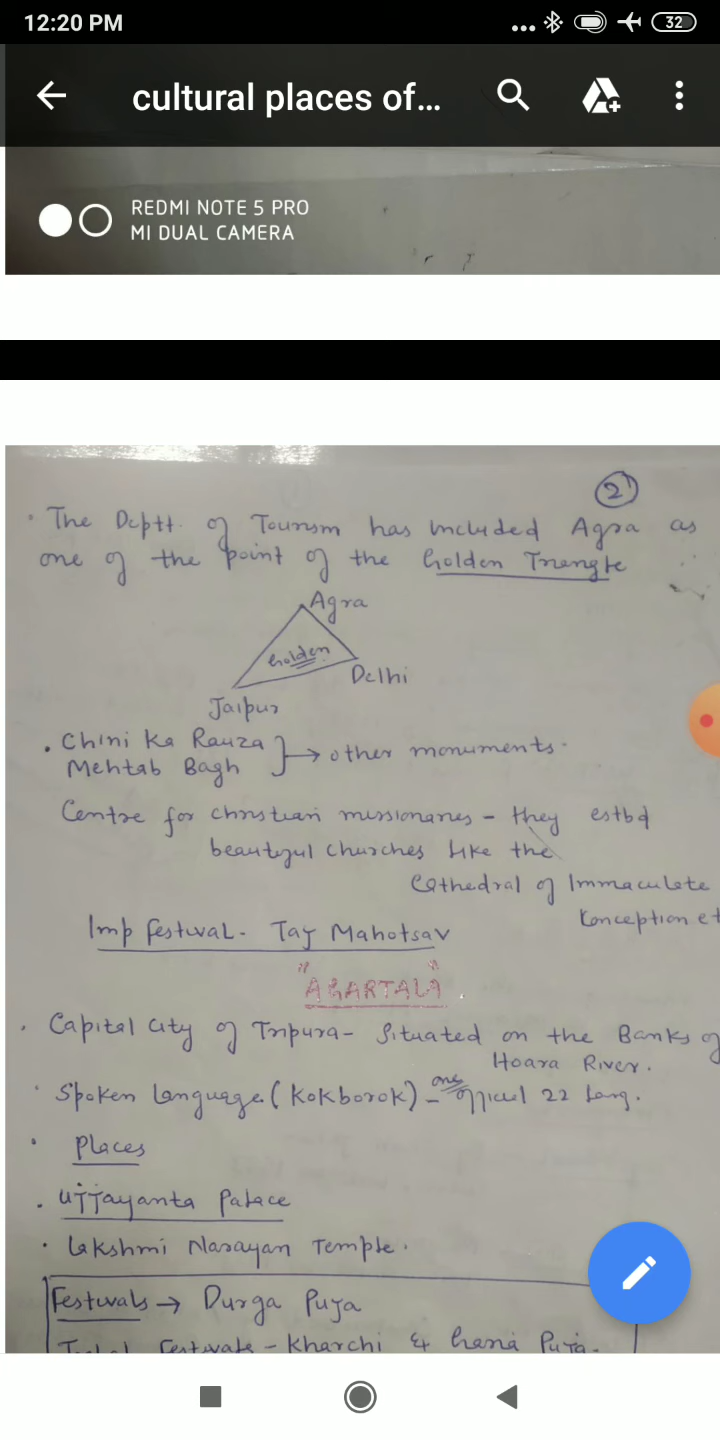 12:20 PM
32
cultural places of...
REDMI NOTE 5 PRO
MI DUAL CAMERA
2
· The Deptt. of Tourism has included Agra as
one of the point of the Golden Triangle
Agra
Golden
Delhi
Jaipur
. Chini Ka Rauza
Mehtab Bagh
→ other monuments.
Centre for christian missionaries - they estbd
beautiful churches like the
Cathedral of Immaculate
Konception et
Imp festival - Taj Mahotsav
"AGARTALA"
. Capital city of Tripura - Situated on the Banks of
Hoara River.
· Spoken Language (Kokborok) - one official 22 lang.
· Places
. Ujjayanta Palace
· Lakshmi Narayan Temple.
Festivals → Durga Puja
Festivals - Kharchi & Garia Puja.